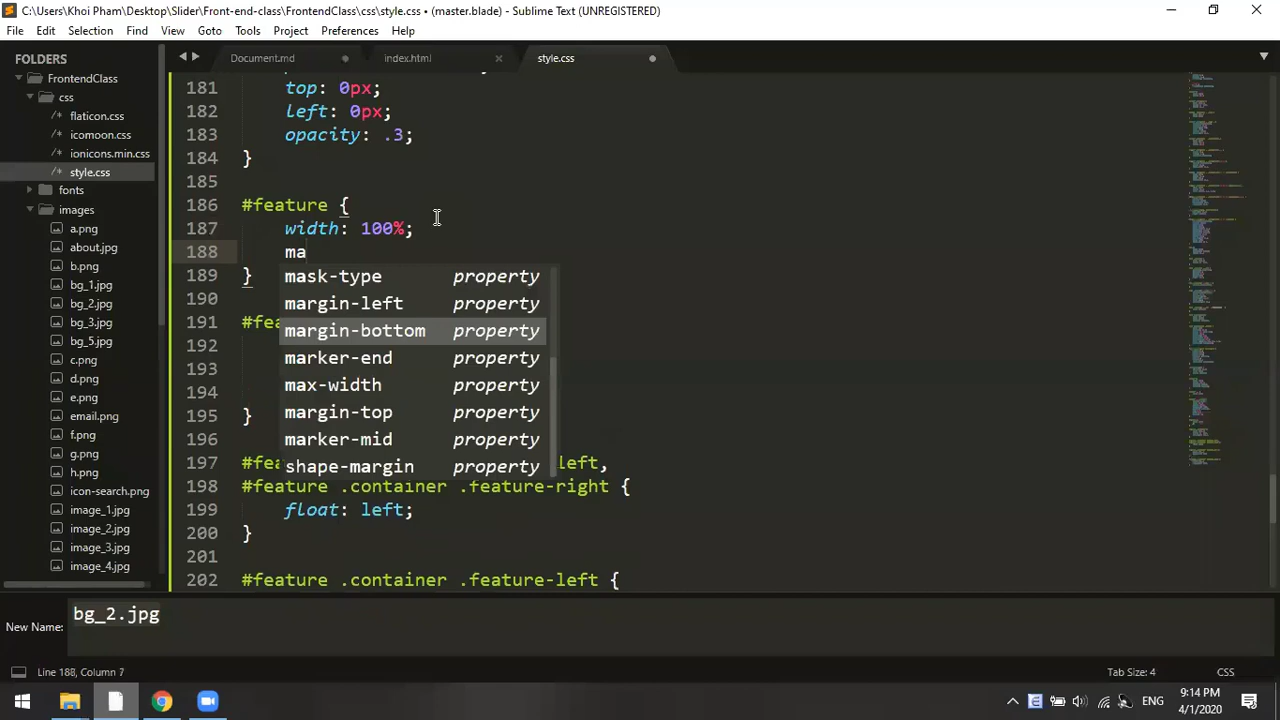 C:\Users\Khoi Pham\Desktop\Slider\Front-end-class\FrontendClass\css\style.css • (master.blade) - Sublime Text (UNREGISTERED)
File Edit Selection Find View Goto Tools Project Preferences Help
FOLDERS
FrontendClass
css
/* flaticon.css
/* icomoon.css
/* ionicons.min.css
/* style.css
fonts
images
a.png
about.jpg
b.png
bg_1.jpg
bg_2.jpg
bg_3.jpg
bg_5.jpg
c.png
d.png
e.png
email.png
f.png
g.png
h.png
icon-search.png
image_1.jpg
image_2.jpg
image_3.jpg
image_4.jpg
Document.md index.html style.css
181 top: 0px;
182 left: 0px;
183 opacity: .3;
184 }
185
186 #feature {
187 width: 100%;
188 ma
189 }
190
191 #fea
192
193
194
195 }
196
197 #fea left,
198 #feature .container .feature-right {
199 float: left;
200 }
201
202 #feature .container .feature-left {
mask-type property
margin-left property
margin-bottom property
marker-end property
max-width property
margin-top property
marker-mid property
shape-margin property
New Name: bg_2.jpg
Line 188, Column 7 Tab Size: 4 CSS
ENG
9:14 PM
4/1/2020